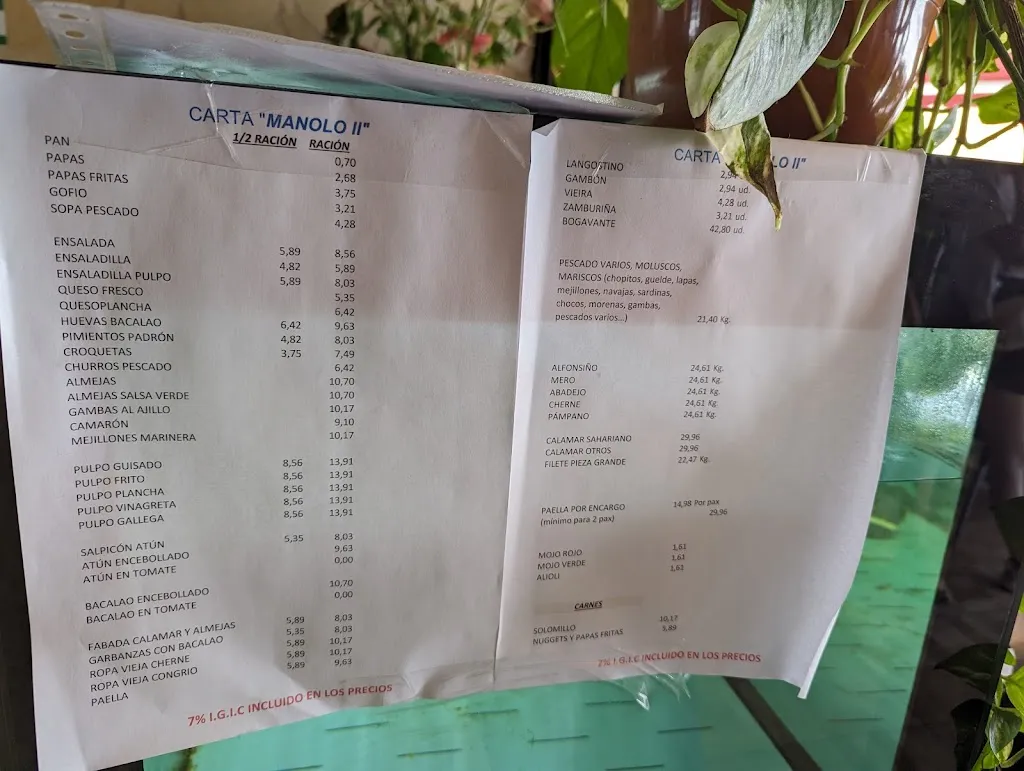 CARTA "MANOLO II"
1/2 RACIÓN RACIÓN
PAN 0,70
PAPAS 2,68
PAPAS FRITAS 3,75
GOFIO 3,21
SOPA PESCADO 4,28
ENSALADA 5,89 8,56
ENSALADILLA 4,82 5,89
ENSALADILLA PULPO 5,89 8,03
QUESO FRESCO 5,35
QUESOPLANCHA 6,42
HUEVAS BACALAO 6,42 9,63
PIMIENTOS PADRÓN 4,82 8,03
CROQUETAS 3,75 7,49
CHURROS PESCADO 6,42
ALMEJAS 10,70
ALMEJAS SALSA VERDE 10,70
GAMBAS AL AJILLO 10,17
CAMARÓN 9,10
MEJILLONES MARINERA 10,17
PULPO GUISADO 8,56 13,91
PULPO FRITO 8,56 13,91
PULPO PLANCHA 8,56 13,91
PULPO VINAGRETA 8,56 13,91
PULPO GALLEGA 8,56 13,91
SALPICÓN ATÚN 5,35 8,03
ATÚN ENCEBOLLADO 9,63
ATÚN EN TOMATE 0,00
BACALAO ENCEBOLLADO 10,70
BACALAO EN TOMATE 0,00
FABADA CALAMAR Y ALMEJAS 5,89 8,03
GARBANZAS CON BACALAO 5,35 8,03
ROPA VIEJA CHERNE 5,89 10,17
ROPA VIEJA CONGRIO 5,89 10,17
PAELLA 5,89 9,63
7% I.G.I.C INCLUIDO EN LOS PRECIOS
CARTA LO II"
LANGOSTINO 2,94
GAMBÓN 2,94 ud.
VIEIRA 4,28 ud.
ZAMBURIÑA 3,21 ud.
BOGAVANTE 42,80 ud.
PESCADO VARIOS, MOLUSCOS,
MARISCOS (chopitos, guelde, lapas,
mejillones, navajas, sardinas,
chocos, morenas, gambas,
pescados varios...) 21,40 Kg.
ALFONSIÑO 24,61 Kg.
MERO 24,61 Kg.
ABADEJO 24,61 Kg.
CHERNE 24,61 Kg.
PÁMPANO 24,61 Kg.
CALAMAR SAHARIANO 29,96
CALAMAR OTROS 29,96
FILETE PIEZA GRANDE 22,47 Kg.
PAELLA POR ENCARGO 14,98 Por pax
(mínimo para 2 pax) 29,96
MOJO ROJO 1,61
MOJO VERDE 1,61
ALIOLI 1,61
CARNES
SOLOMILLO 10,17
NUGGETS Y PAPAS FRITAS 5,89
7% I.G.I.C INCLUIDO EN LOS PRECIOS